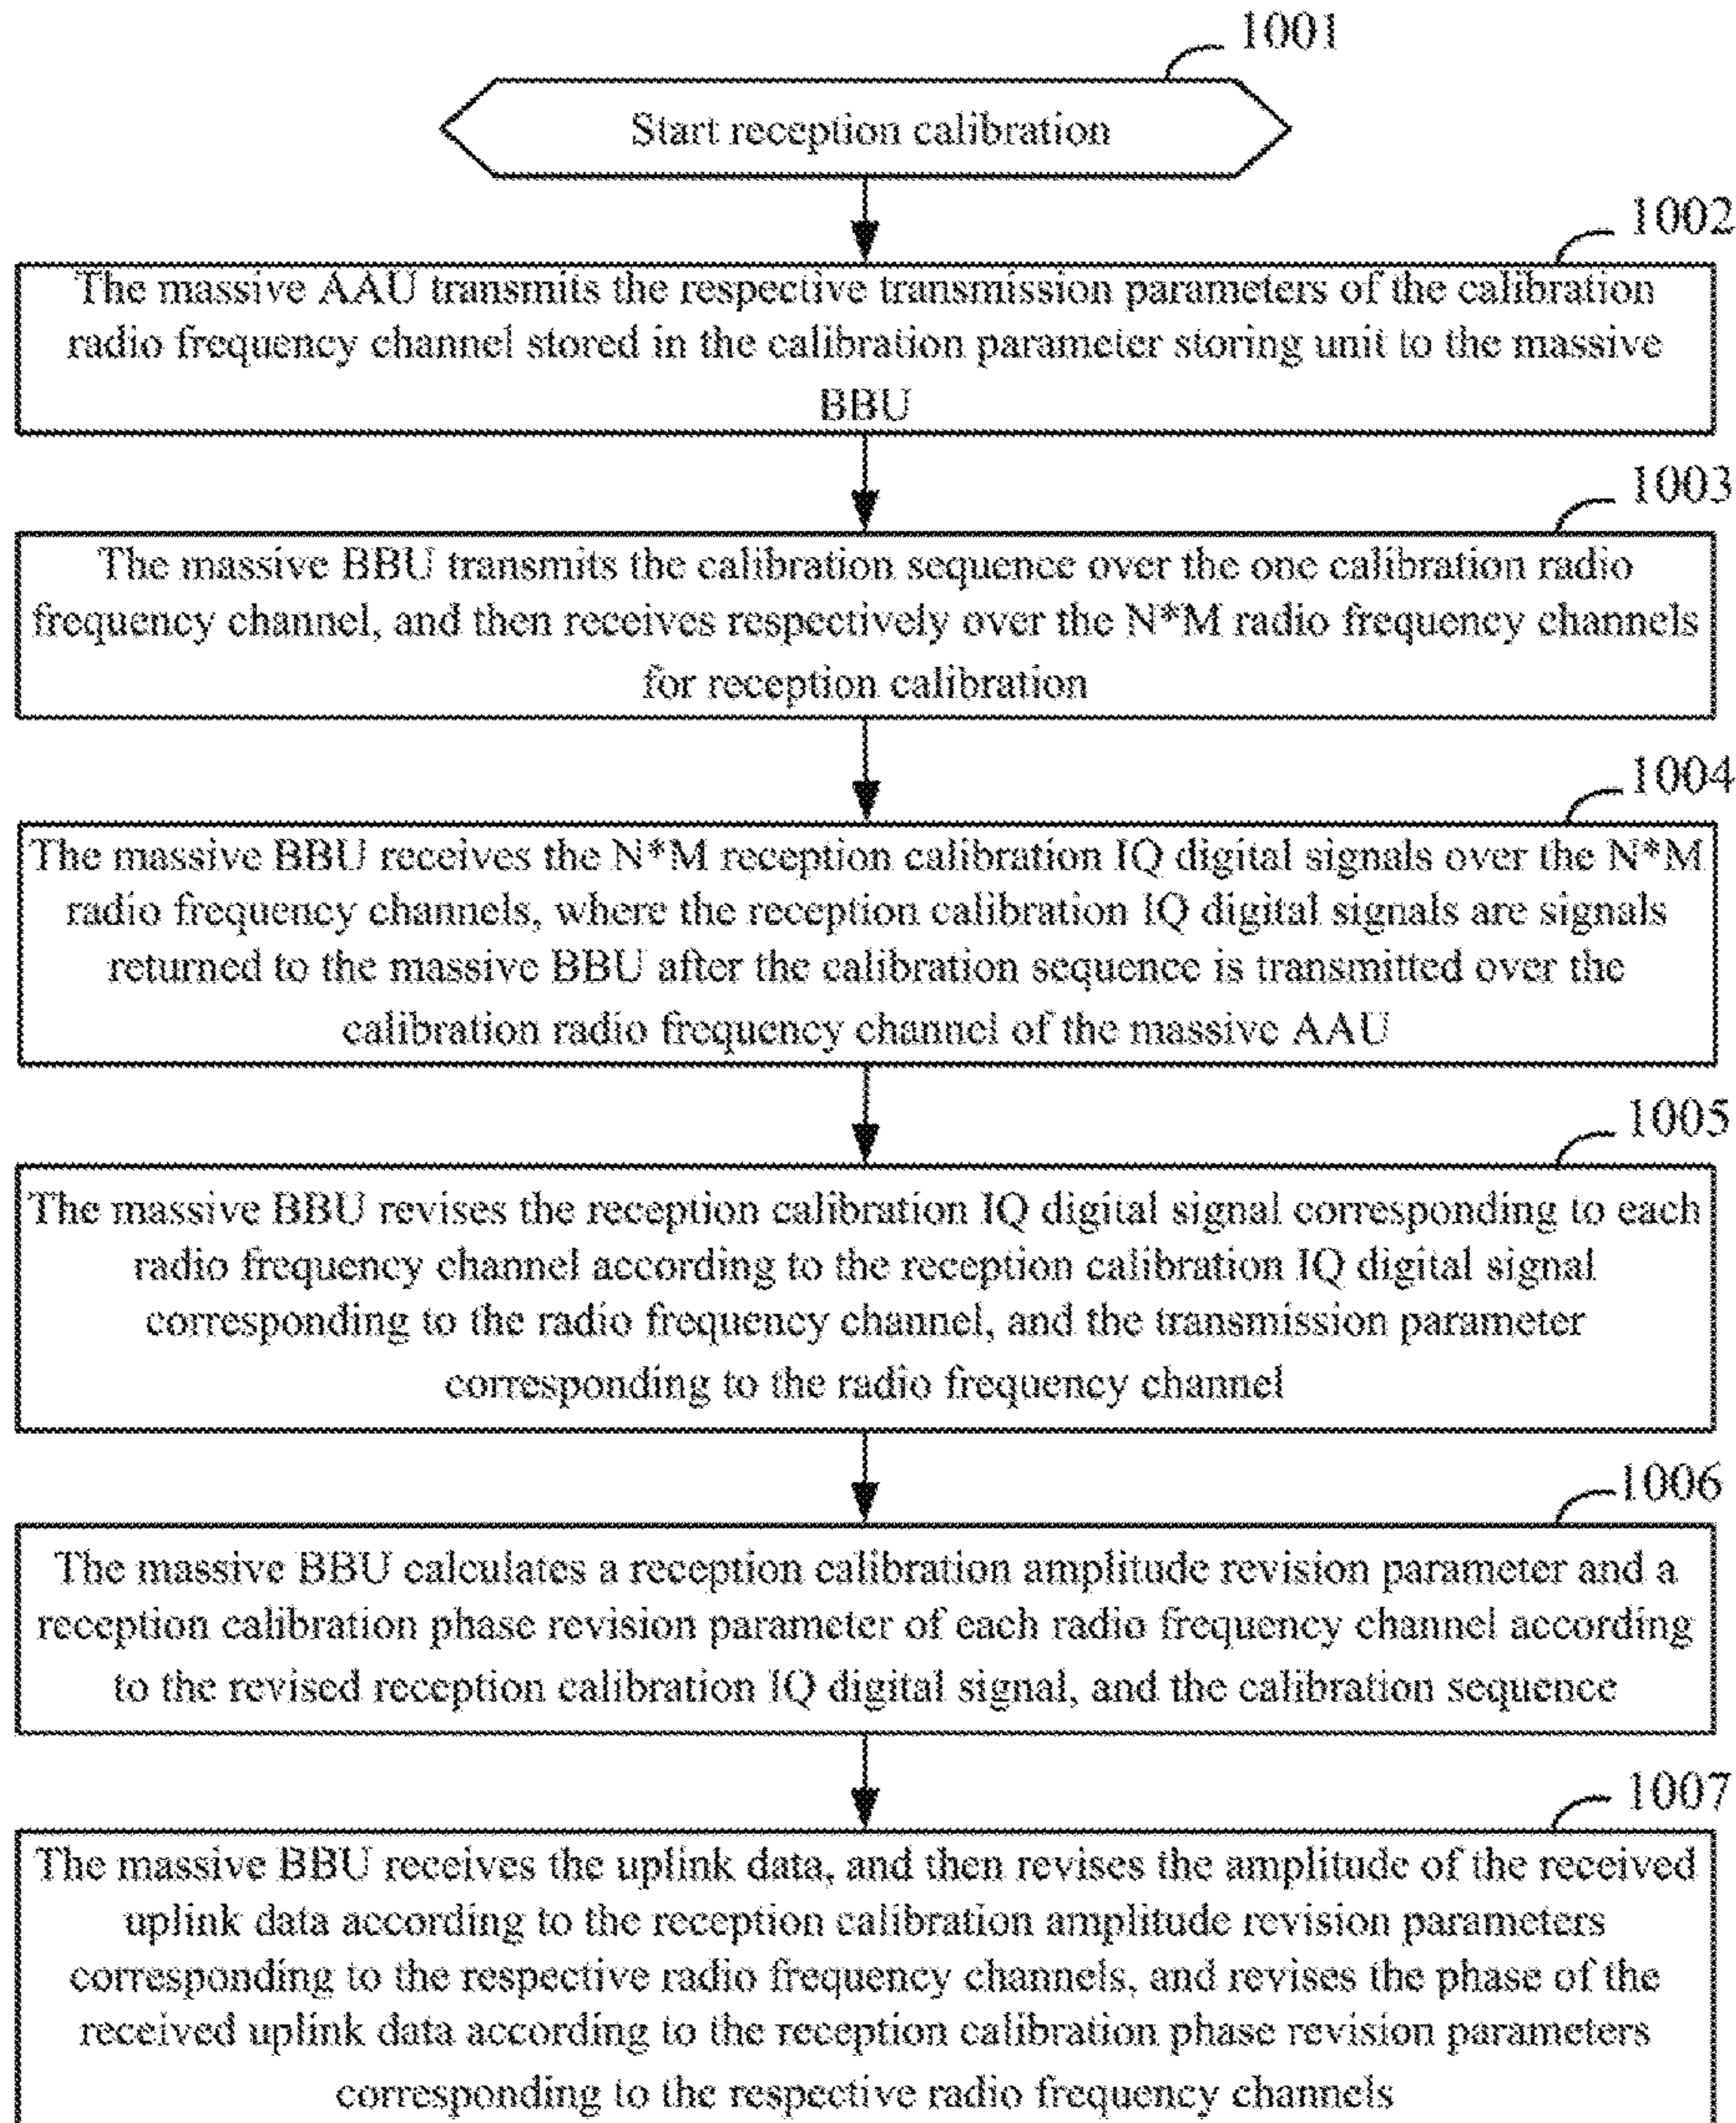 1001
Start reception calibration
1002
The massive AAU transmits the respective transmission parameters of the calibration
radio frequency channel stored in the calibration parameter storing unit to the massive
BBU
1003
The massive BBU transmits the calibration sequence over the one calibration radio
frequency channel, and then receives respectively over the N*M radio frequency channels
for reception calibration
1004
The massive BBU receives the N*M reception calibration IQ digital signals over the N*M
radio frequency channels, where the reception calibration IQ digital signals are signals
returned to the massive BBU after the calibration sequence is transmitted over the
calibration radio frequency channel of the massive AAU
1005
The massive BBU revises the reception calibration IQ digital signal corresponding to each
radio frequency channel according to the reception calibration IQ digital signal
corresponding to the radio frequency channel, and the transmission parameter
corresponding to the radio frequency channel
1006
The massive BBU calculates a reception calibration amplitude revision parameter and a
reception calibration phase revision parameter of each radio frequency channel according
to the revised reception calibration IQ digital signal, and the calibration sequence
1007
The massive BBU receives the uplink data, and then revises the amplitude of the received
uplink data according to the reception calibration amplitude revision parameters
corresponding to the respective radio frequency channels, and revises the phase of the
received uplink data according to the reception calibration phase revision parameters
corresponding to the respective radio frequency channels